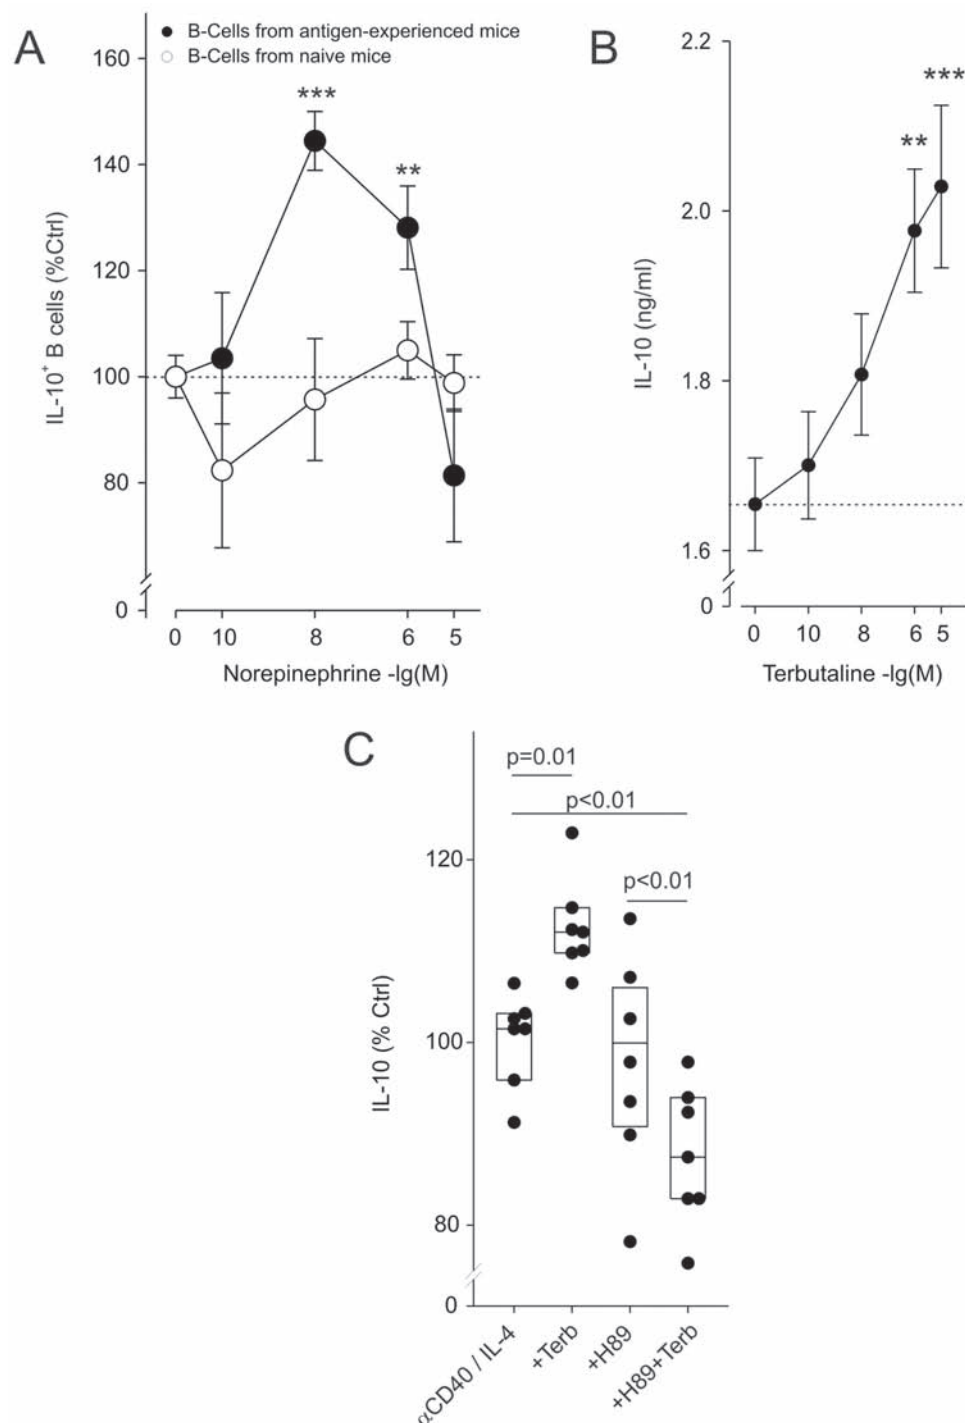 A
B-Cells from antigen-experienced mice
B-Cells from naive mice
160
140
120
100
80
0
***
**
IL-10+ B cells (%Ctrl)
0 10 8 6 5
Norepinephrine -lg(M)
B
2.2
2.0
1.8
1.6
0
**
***
IL-10 (ng/ml)
0 10 8 6 5
Terbutaline -lg(M)
C
p=0.01
p<0.01
p<0.01
120
100
80
0
IL-10 (% Ctrl)
αCD40 / IL-4
+Terb
+H89
+H89+Terb